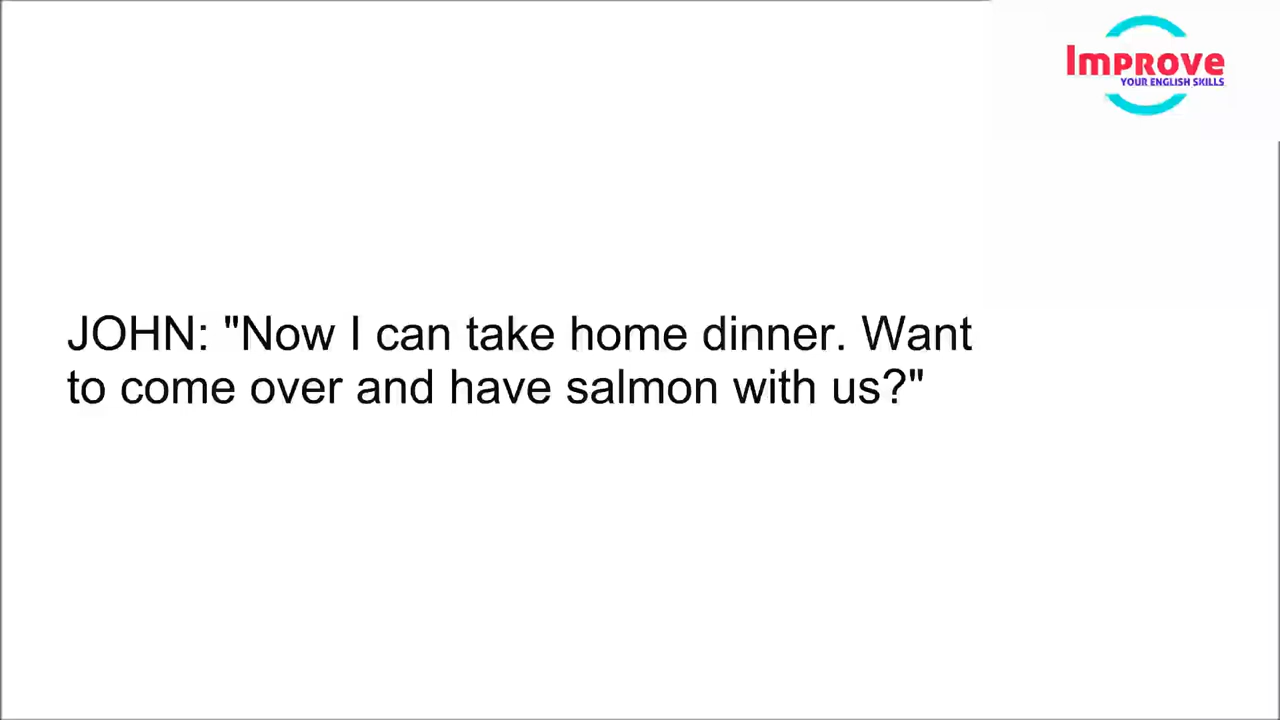 Improve
YOUR ENGLISH SKILLS
JOHN: "Now I can take home dinner. Want
to come over and have salmon with us?"